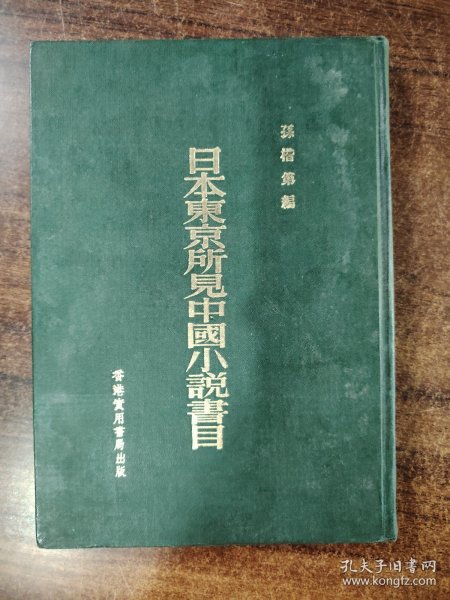 孫楷第編
日本東京所見中國小説書目
香港實用書局出版
孔夫子旧书网
www.kongfz.com